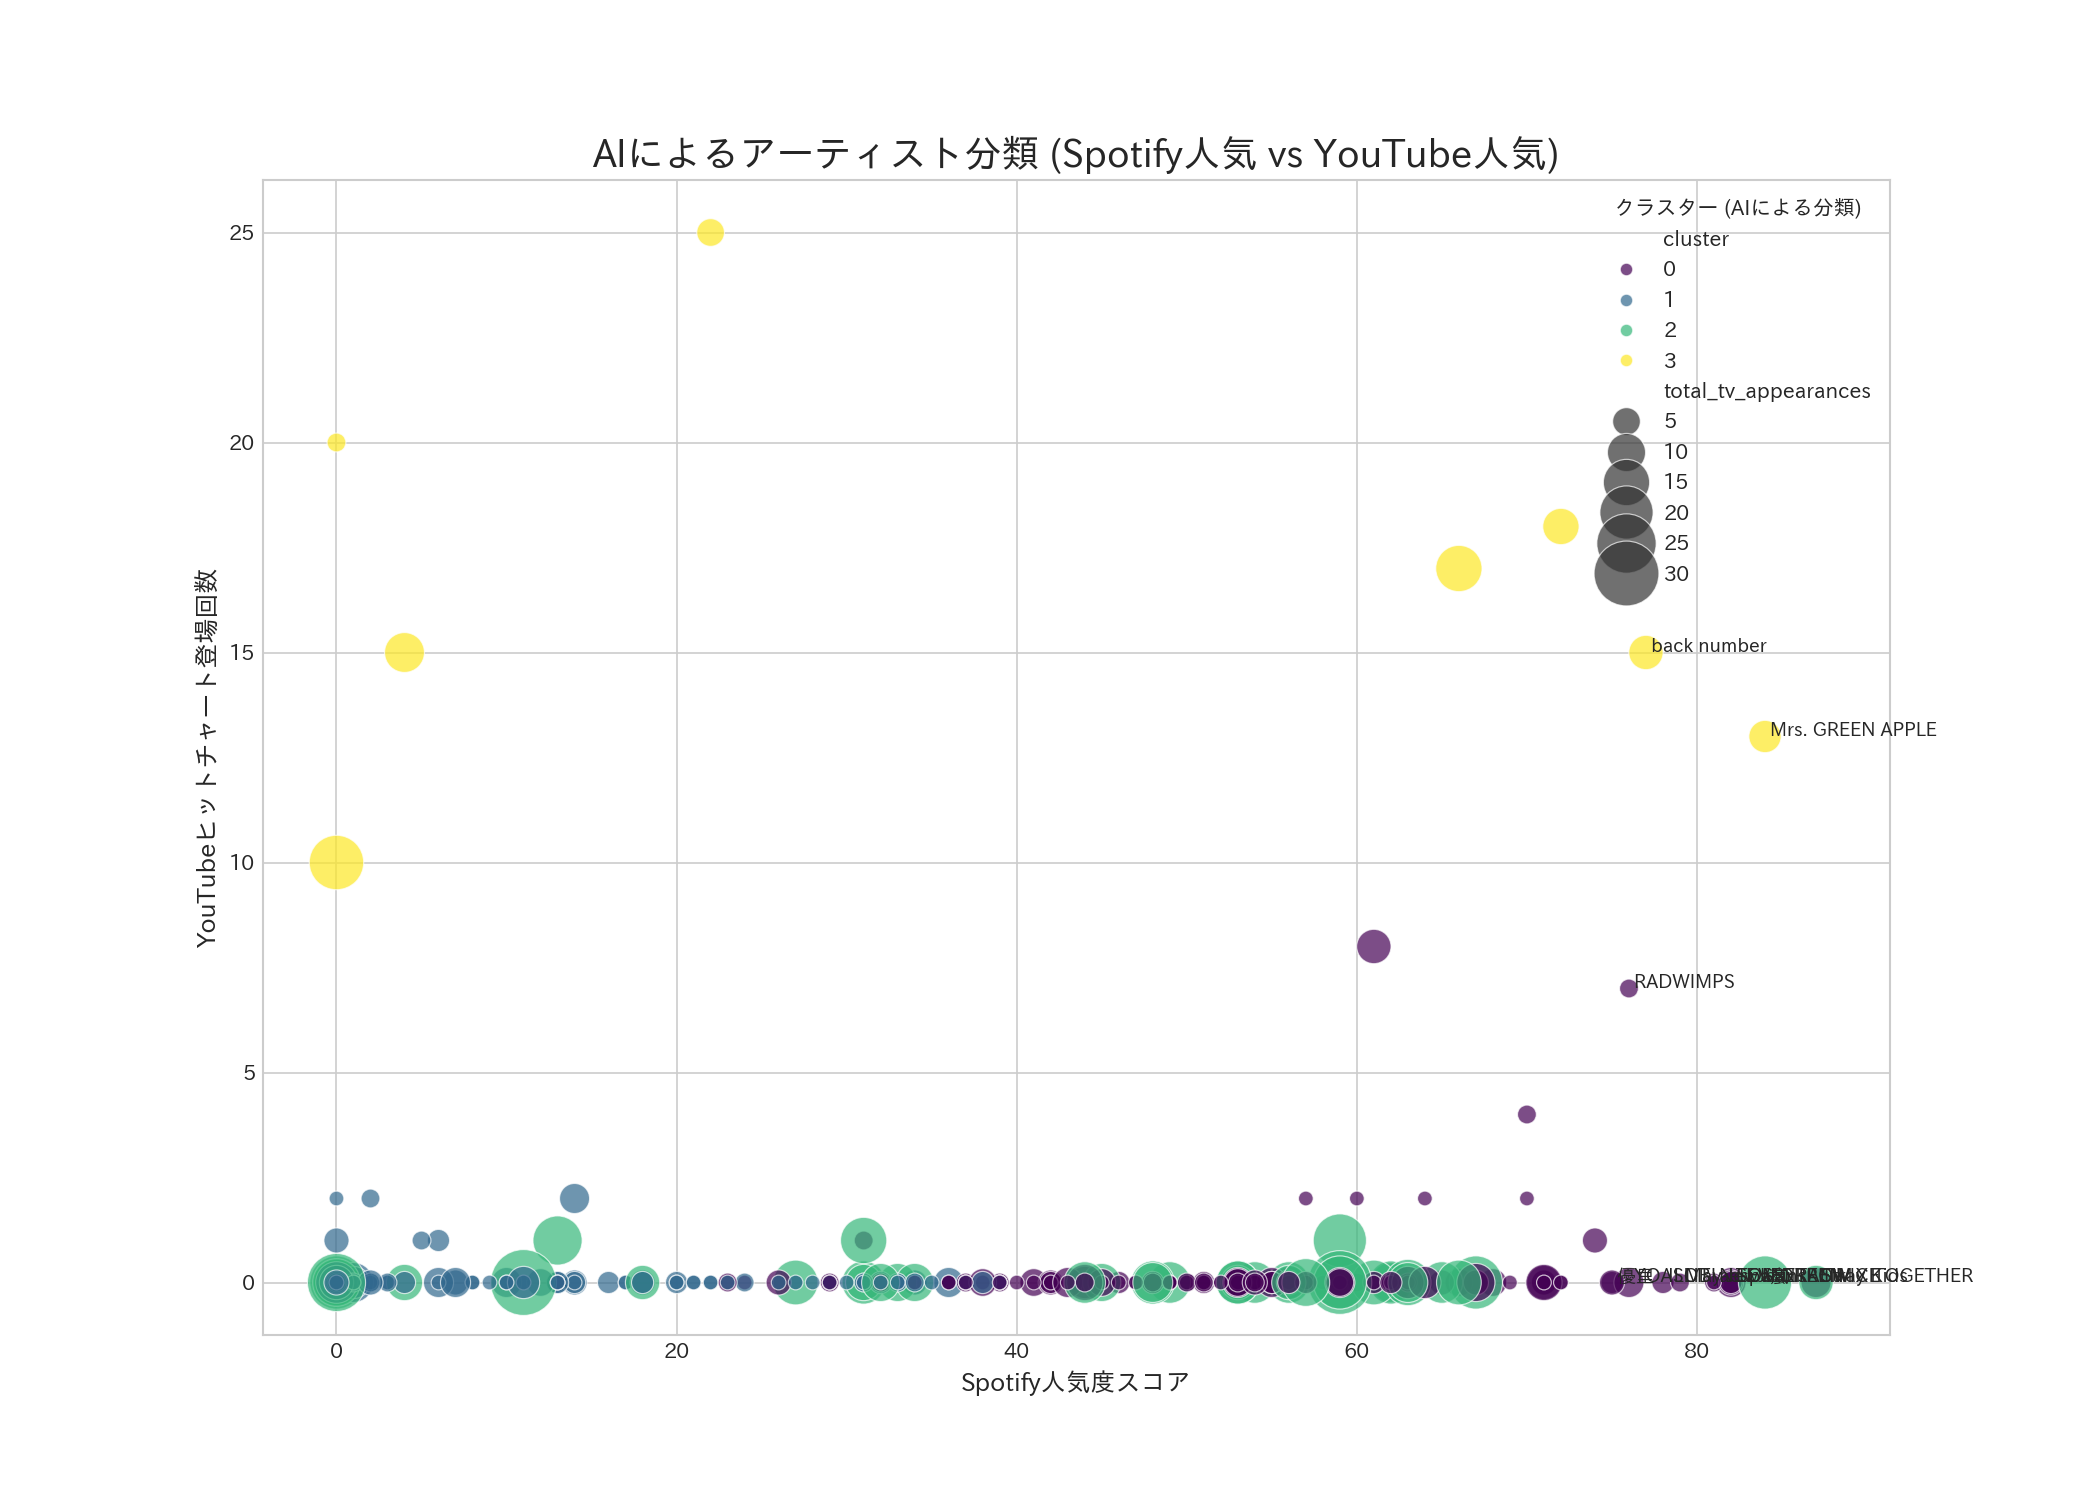 AIによるアーティスト分類 (Spotify人気 vs YouTube人気)
クラスター (AIによる分類)
cluster
0
1
2
3
total_tv_appearances
5
10
15
20
25
30
25
20
15
10
5
0
YouTubeヒットチャート登場回数
back number
Mrs. GREEN APPLE
RADWIMPS
TOGETHER
0
20
40
60
80
Spotify人気度スコア